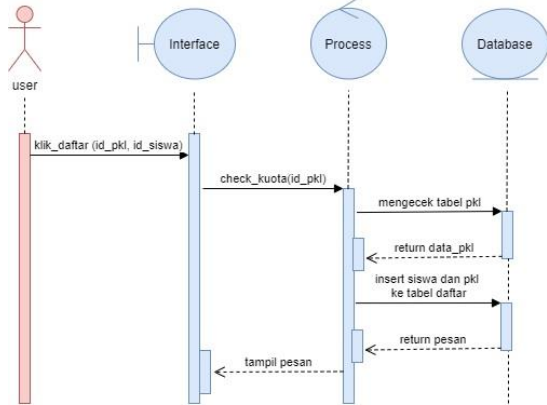 Interface
Process
Database
user
klik_daftar (id_pkl, id_siswa)
check_kuota(id_pkl)
mengecek tabel pkl
return data_pkl
insert siswa dan pkl
ke tabel daftar
return pesan
tampil pesan